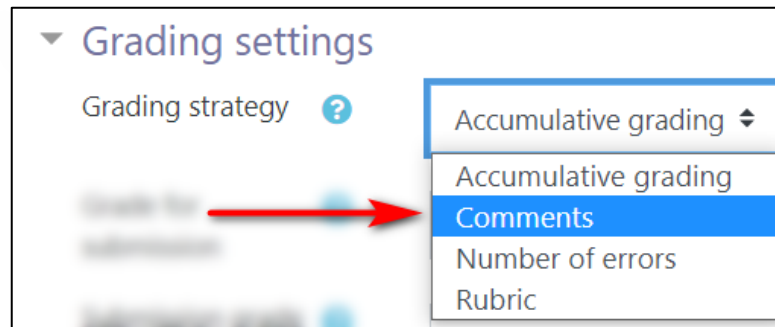 Grading settings
Grading strategy
Accumulative grading
Accumulative grading
Comments
Number of errors
Rubric